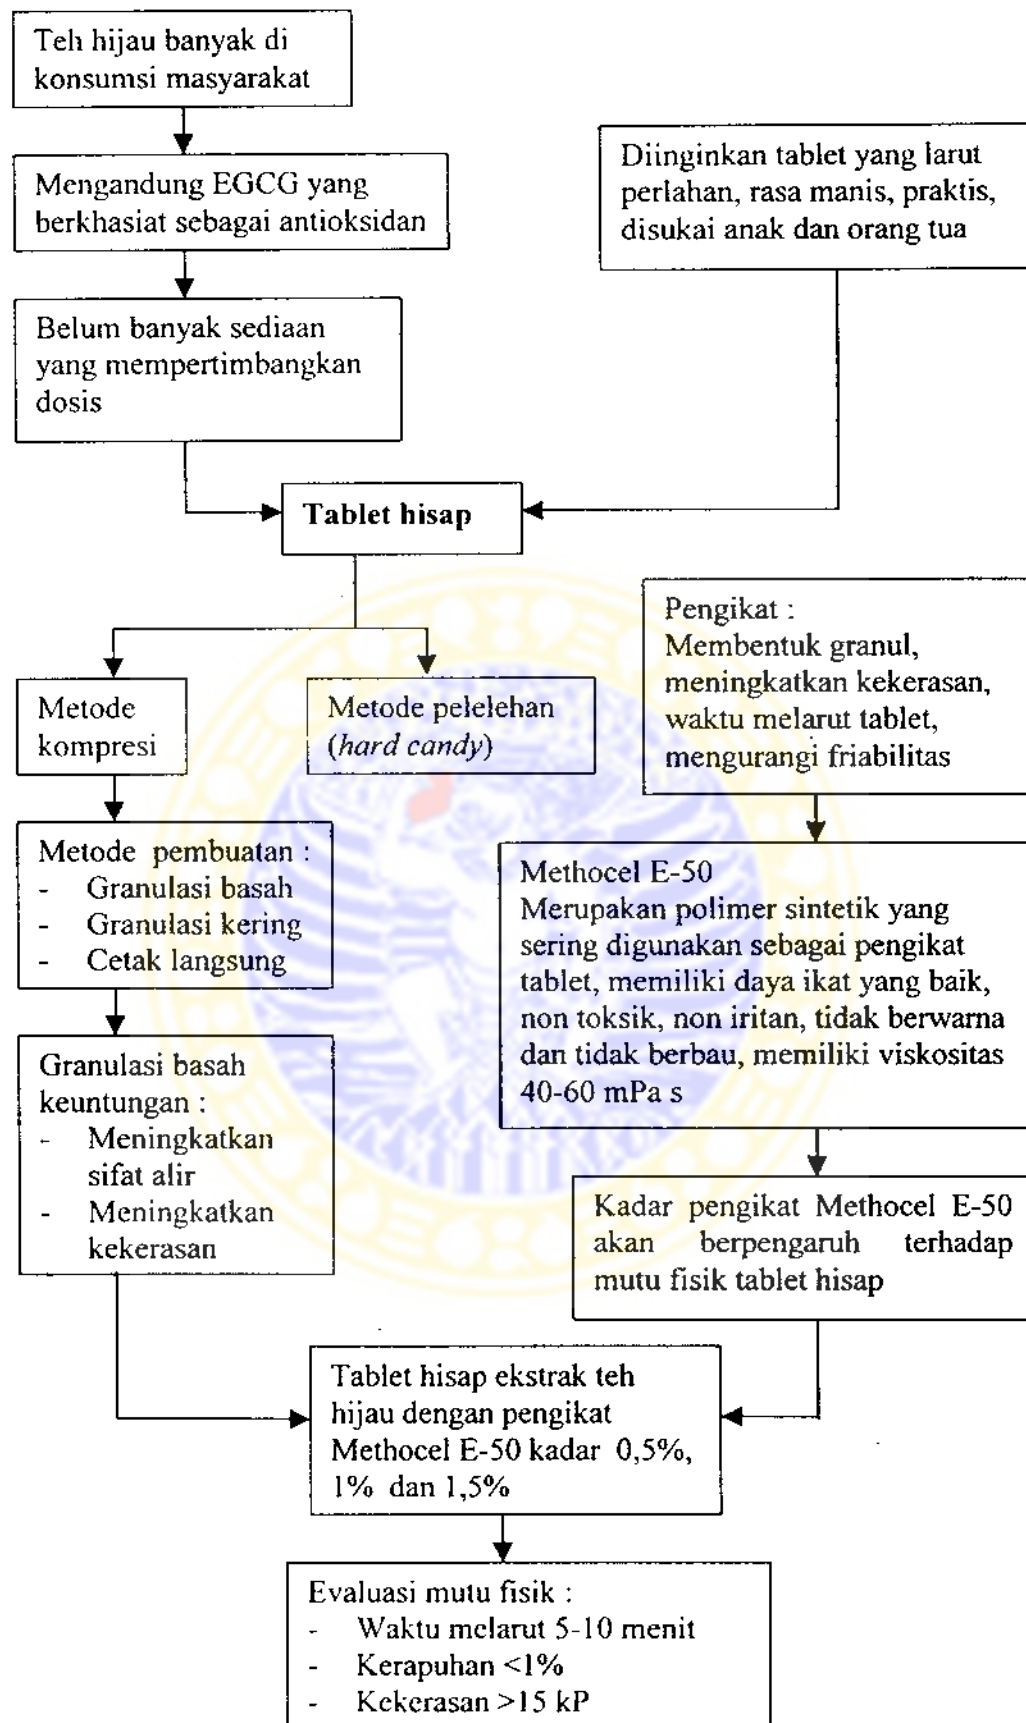 Teh hijau banyak di
konsumsi masyarakat
Mengandung EGCG yang
berkhasiat sebagai antioksidan
Belum banyak sediaan
yang mempertimbangkan
dosis
Diinginkan tablet yang larut
perlahan, rasa manis, praktis,
disukai anak dan orang tua
Tablet hisap
Metode
kompresi
Metode pelelehan
(hard candy)
Metode pembuatan :
- Granulasi basah
- Granulasi kering
- Cetak langsung
Granulasi basah
keuntungan :
- Meningkatkan
sifat alir
- Meningkatkan
kekerasan
Pengikat :
Membentuk granul,
meningkatkan kekerasan,
waktu melarut tablet,
mengurangi friabilitas
Methocel E-50
Merupakan polimer sintetik yang
sering digunakan sebagai pengikat
tablet, memiliki daya ikat yang baik,
non toksik, non iritan, tidak berwarna
dan tidak berbau, memiliki viskositas
40-60 mPa s
Kadar pengikat Methocel E-50
akan berpengaruh terhadap
mutu fisik tablet hisap
Tablet hisap ekstrak teh
hijau dengan pengikat
Methocel E-50 kadar 0,5%,
1% dan 1,5%
Evaluasi mutu fisik :
- Waktu melarut 5-10 menit
- Kerapuhan <1%
- Kekerasan >15 kP